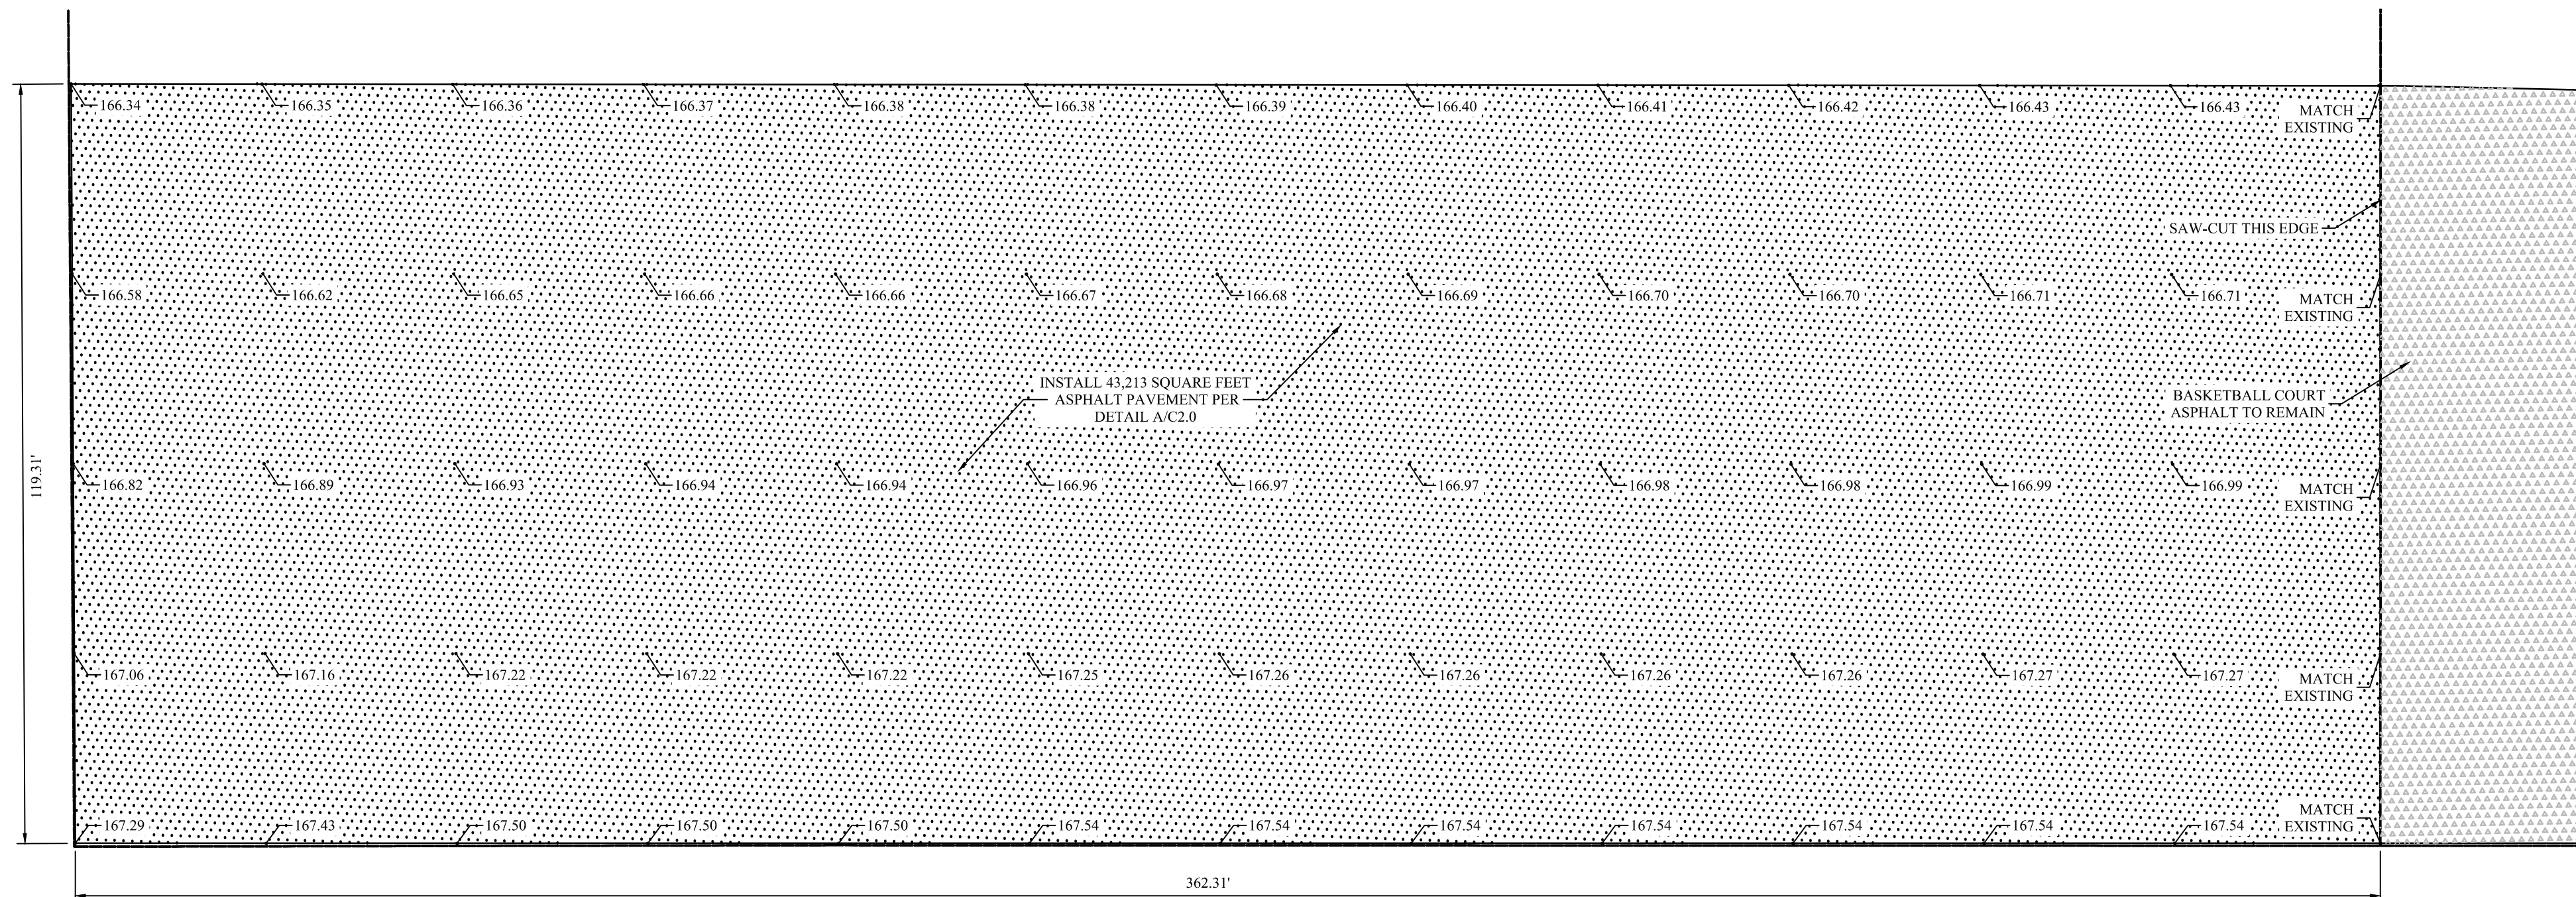 166.34 166.35 166.36 166.37 166.38 166.38 166.39 166.40 166.41 166.42 166.43 166.43
MATCH
EXISTING
SAW-CUT THIS EDGE
166.58 166.62 166.65 166.66 166.66 166.67 166.68 166.69 166.70 166.70 166.71 166.71
MATCH
EXISTING
INSTALL 43,213 SQUARE FEET
ASPHALT PAVEMENT PER
DETAIL A/C2.0
BASKETBALL COURT
ASPHALT TO REMAIN
119.31'
166.82 166.89 166.93 166.94 166.94 166.96 166.97 166.97 166.98 166.98 166.99 166.99
MATCH
EXISTING
167.06 167.16 167.22 167.22 167.22 167.25 167.26 167.26 167.26 167.26 167.27 167.27
MATCH
EXISTING
167.29 167.43 167.50 167.50 167.50 167.54 167.54 167.54 167.54 167.54 167.54 167.54
MATCH
EXISTING
362.31'